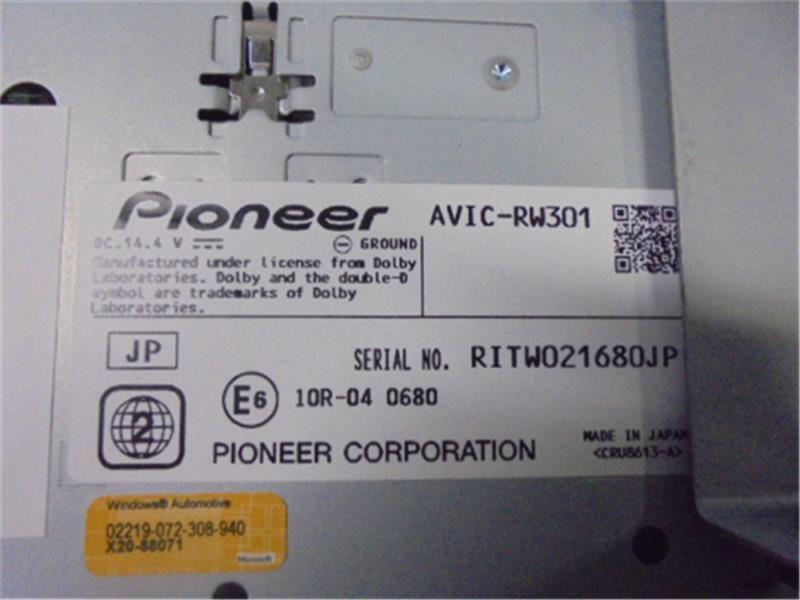 Pioneer AVIC-RW301
DC.14.4 V ⎓ ⊖ GROUND
Manufactured under license from Dolby
Laboratories. Dolby and the double-D
symbol are trademarks of Dolby
Laboratories.
JP
SERIAL NO. RITW021680JP
2
E6 10R-04 0680
PIONEER CORPORATION
MADE IN JAPAN
<CRU8613-A>
Windows® Automotive
02219-072-308-940
X20-88071
Microsoft